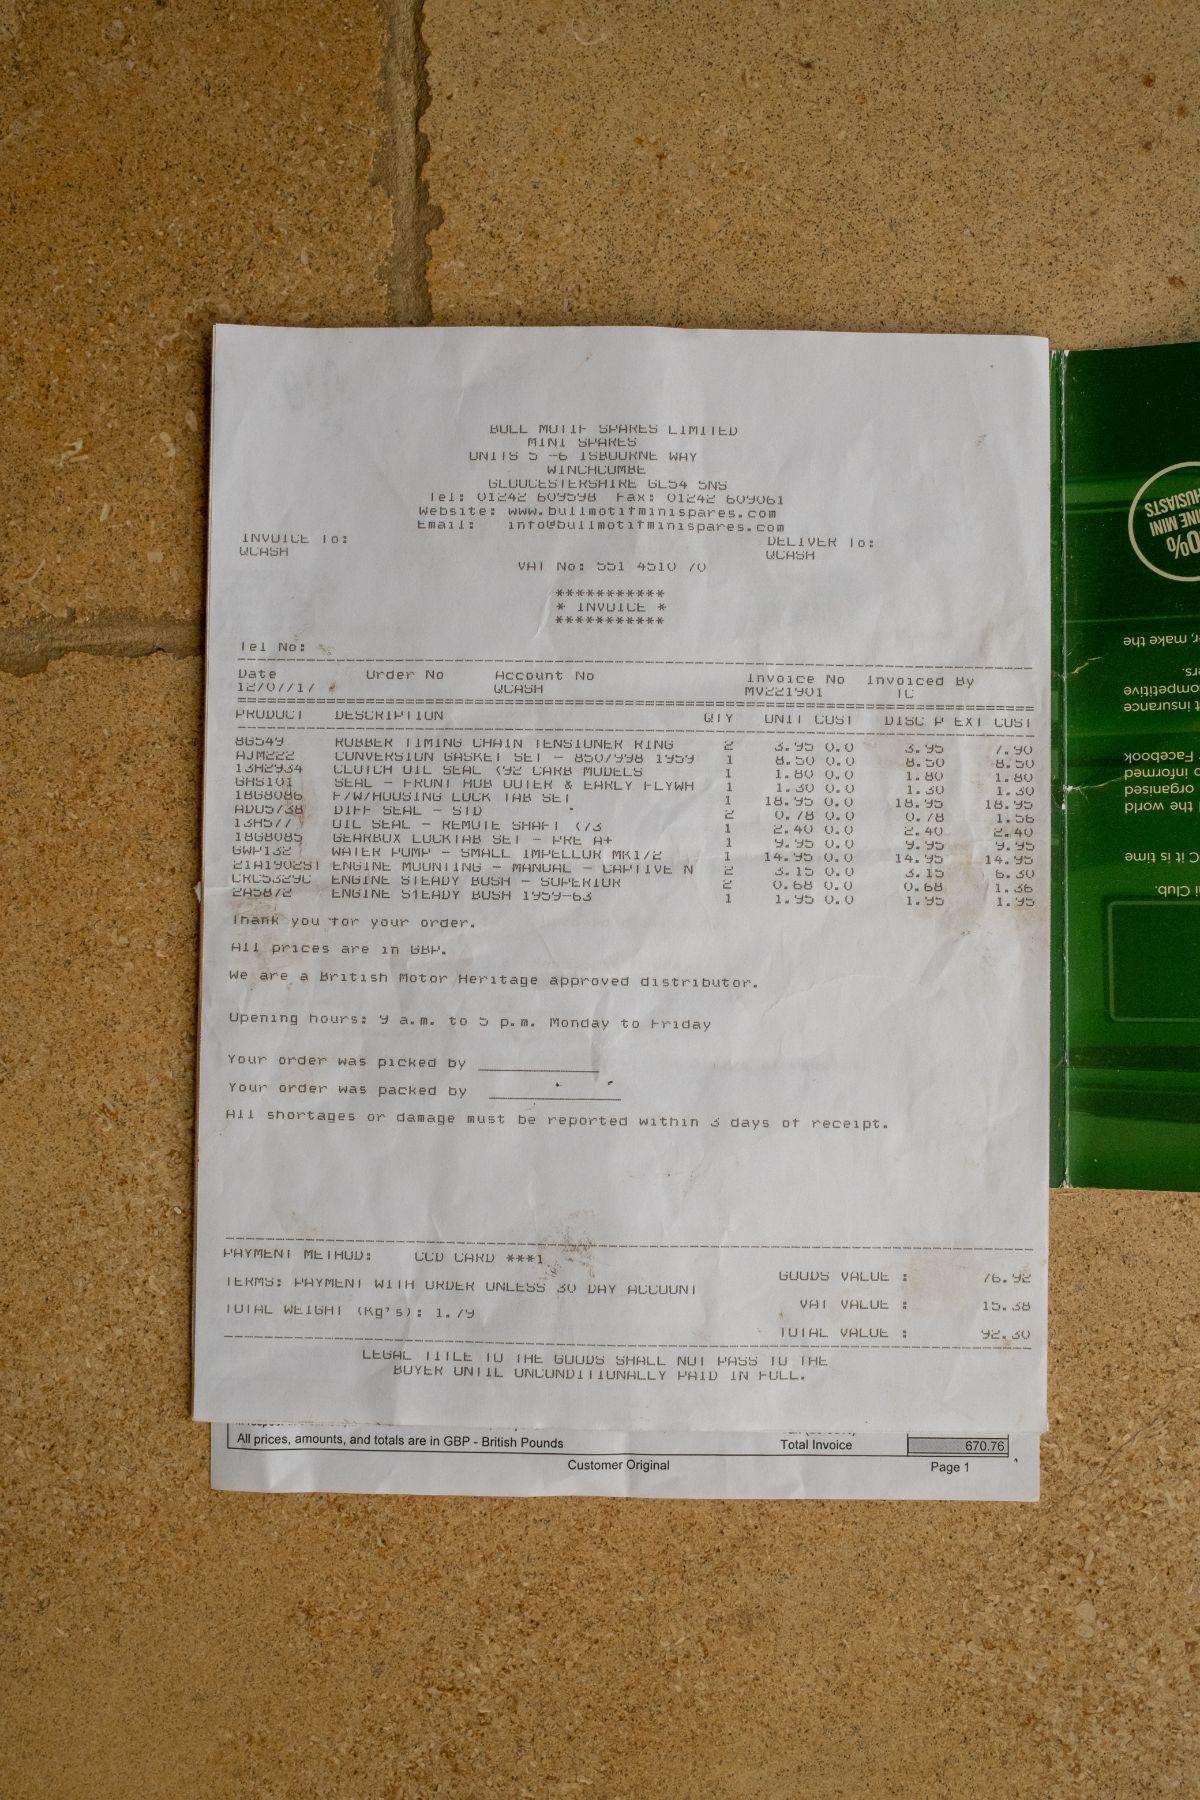 BULL MOTIF SPARES LIMITED
MINI SPARES
UNITS 5 -6 ISBOURNE WAY
WINCHCOMBE
GLOUCESTERSHIRE GL54 5NS
Tel: 01242 609598 Fax: 01242 609061
Website: www.bullmotifminispares.com
Email: info@bullmotifminispares.com
INVOICE To: DELIVER To:
QCASH QCASH
VAT No: 551 4510 70
***********
* INVOICE *
***********
Tel No:
Date Order No Account No Invoice No Invoiced By
12/07/17 QCASH MV221901 TC
PRODUCT DESCRIPTION QTY UNIT COST DISC P EXT COST
8G549 RUBBER TIMING CHAIN TENSIONER RING 2 3.95 0.0 3.95 7.90
AJM222 CONVERSION GASKET SET - 850/998 1959 1 8.50 0.0 8.50 8.50
13H2934 CLUTCH OIL SEAL (92 CARB MODELS 1 1.80 0.0 1.80 1.80
GHS101 SEAL - FRONT HUB OUTER & EARLY FLYWH 1 1.30 0.0 1.30 1.30
18G8086 F/W/HOUSING LOCK TAB SET 1 18.95 0.0 18.95 18.95
ADU5738 DIFF SEAL - STD 2 0.78 0.0 0.78 1.56
13H577 OIL SEAL - REMOTE SHAFT (73 1 2.40 0.0 2.40 2.40
18G8085 GEARBOX LOCKTAB SET - PRE A+ 1 9.95 0.0 9.95 9.95
GWP132 WATER PUMP - SMALL IMPELLOR MK1/2 1 14.95 0.0 14.95 14.95
21A1902ST ENGINE MOUNTING - MANUAL - CAPTIVE N 2 3.15 0.0 3.15 6.30
CRC5329C ENGINE STEADY BUSH - SUPERIOR 2 0.68 0.0 0.68 1.36
2A5872 ENGINE STEADY BUSH 1959-63 1 1.95 0.0 1.95 1.95
Thank you for your order.
All prices are in GBP.
We are a British Motor Heritage approved distributor.
Opening hours: 9 a.m. to 5 p.m. Monday to Friday
Your order was picked by
Your order was packed by
All shortages or damage must be reported within 3 days of receipt.
PAYMENT METHOD: CCD CARD ***1
GOODS VALUE : 76.92
TERMS: PAYMENT WITH ORDER UNLESS 30 DAY ACCOUNT
VAT VALUE : 15.38
TOTAL WEIGHT (Kg's): 1.79
TOTAL VALUE : 92.30
LEGAL TITLE TO THE GOODS SHALL NOT PASS TO THE
BUYER UNTIL UNCONDITIONALLY PAID IN FULL.
All prices, amounts, and totals are in GBP - British Pounds Total Invoice 670.76
Customer Original Page 1
MINI
make the
insurance
Facebook
informed
organised
the world
C it is time
Club.